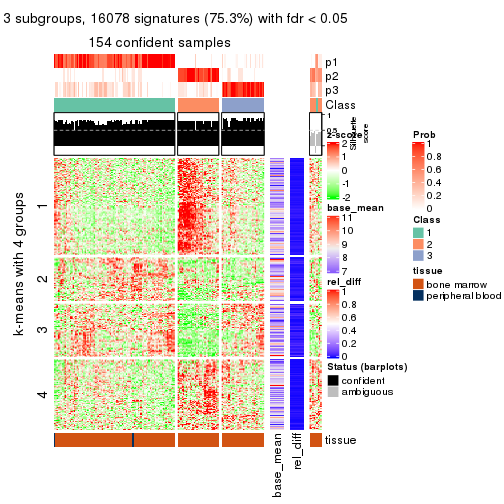 3 subgroups, 16078 signatures (75.3%) with fdr < 0.05
154 confident samples
p1
p2
p3
Class
1
0.5
0
Silhouette
score
k-means with 4 groups
1
2
3
4
z-score
2
1
0
-1
-2
base_mean
11
10
9
8
7
rel_diff
1
0.8
0.6
0.4
0.2
0
Status (barplots)
confident
ambiguous
Prob
1
0.8
0.6
0.4
0.2
0
Class
1
2
3
tissue
bone marrow
peripheral blood
tissue
base_mean
rel_diff